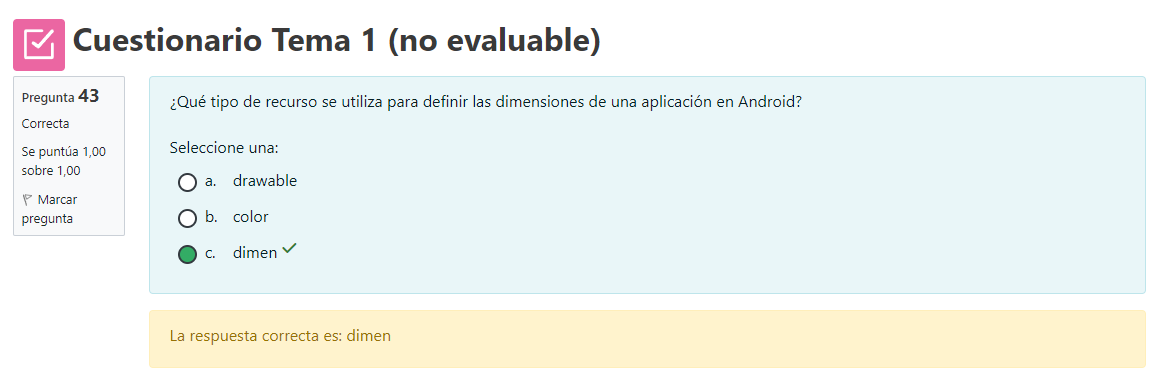 Cuestionario Tema 1 (no evaluable)
Pregunta 43
Correcta
Se puntúa 1,00
sobre 1,00
Marcar
pregunta
¿Qué tipo de recurso se utiliza para definir las dimensiones de una aplicación en Android?
Seleccione una:
a. drawable
b. color
c. dimen
La respuesta correcta es: dimen